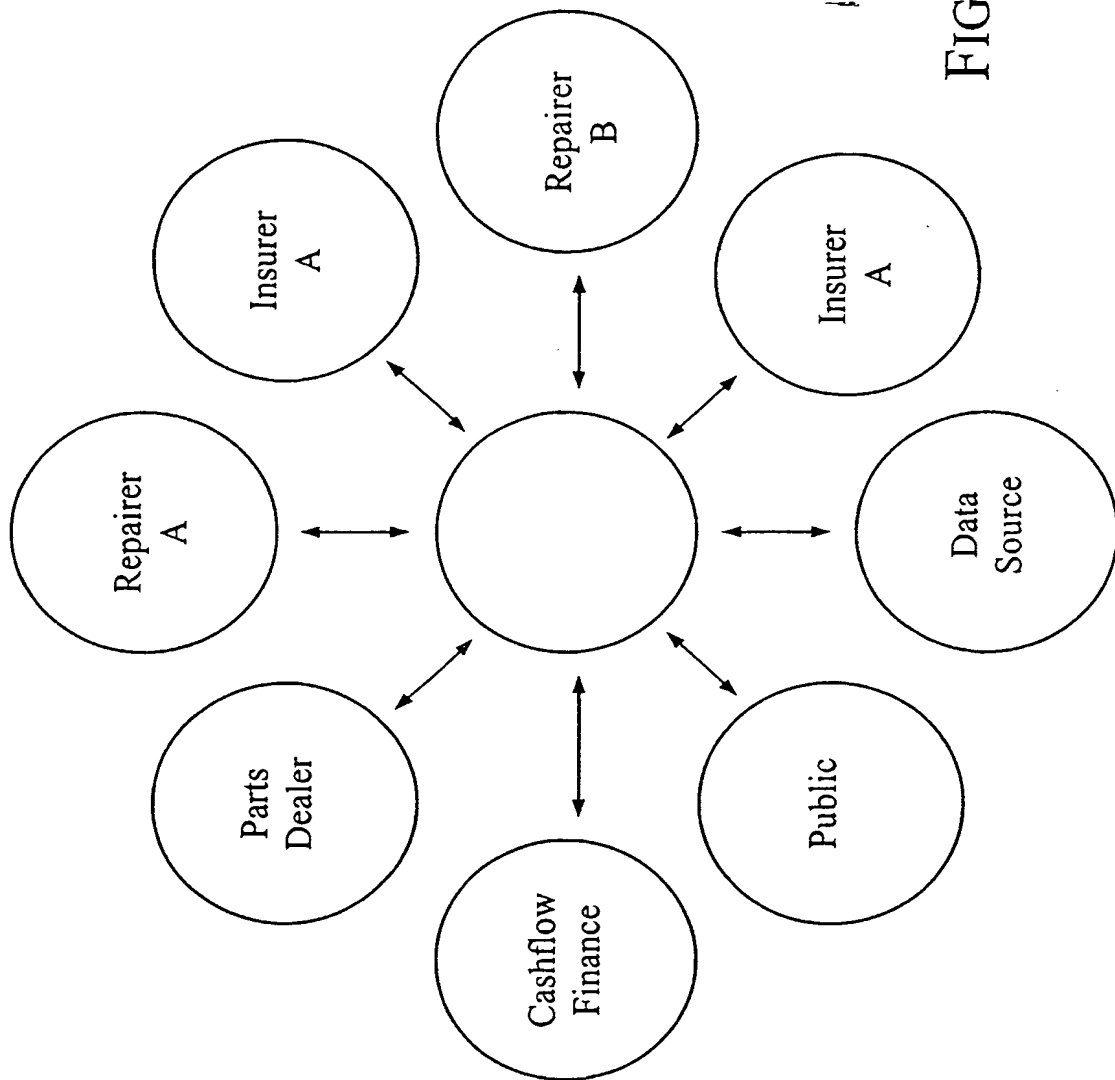 Repairer
A
Insurer
A
Repairer
B
Insurer
A
Data
Source
Public
Cashflow
Finance
Parts
Dealer
FIG